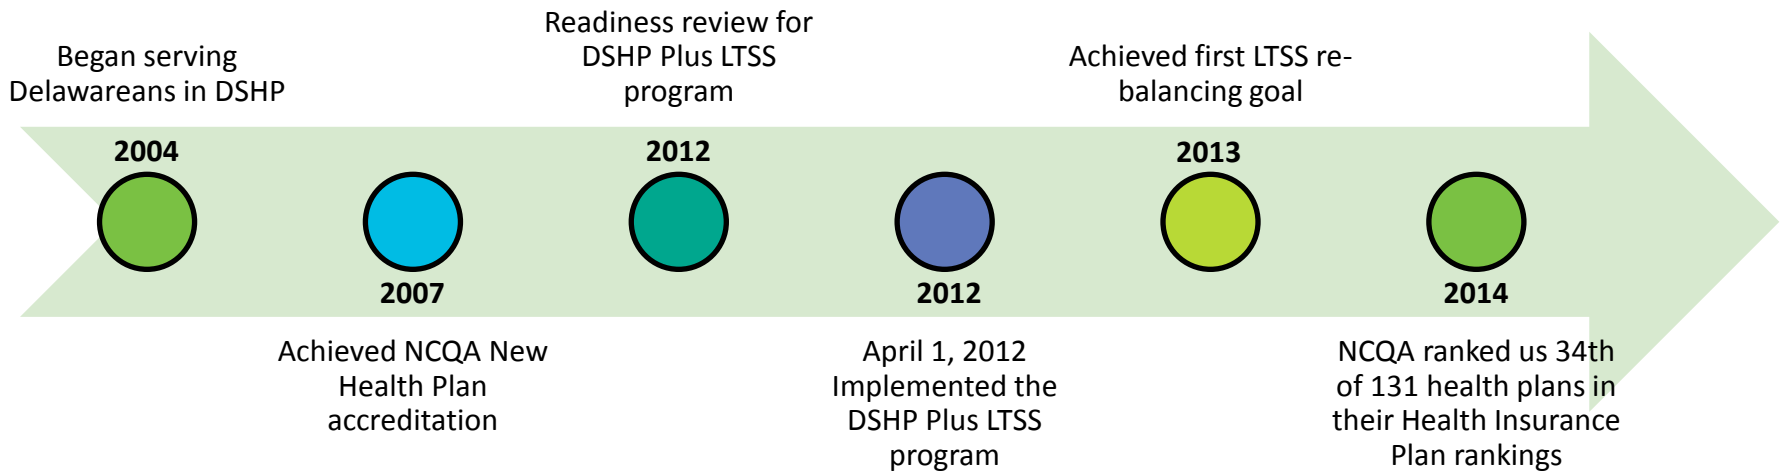 Began serving
Delawareans in DSHP
2004
2007
Achieved NCQA New
Health Plan
accreditation
Readiness review for
DSHP Plus LTSS
program
2012
2012
April 1, 2012
Implemented the
DSHP Plus LTSS
program
Achieved first LTSS re-
balancing goal
2013
2014
NCQA ranked us 34th
of 131 health plans in
their Health Insurance
Plan rankings